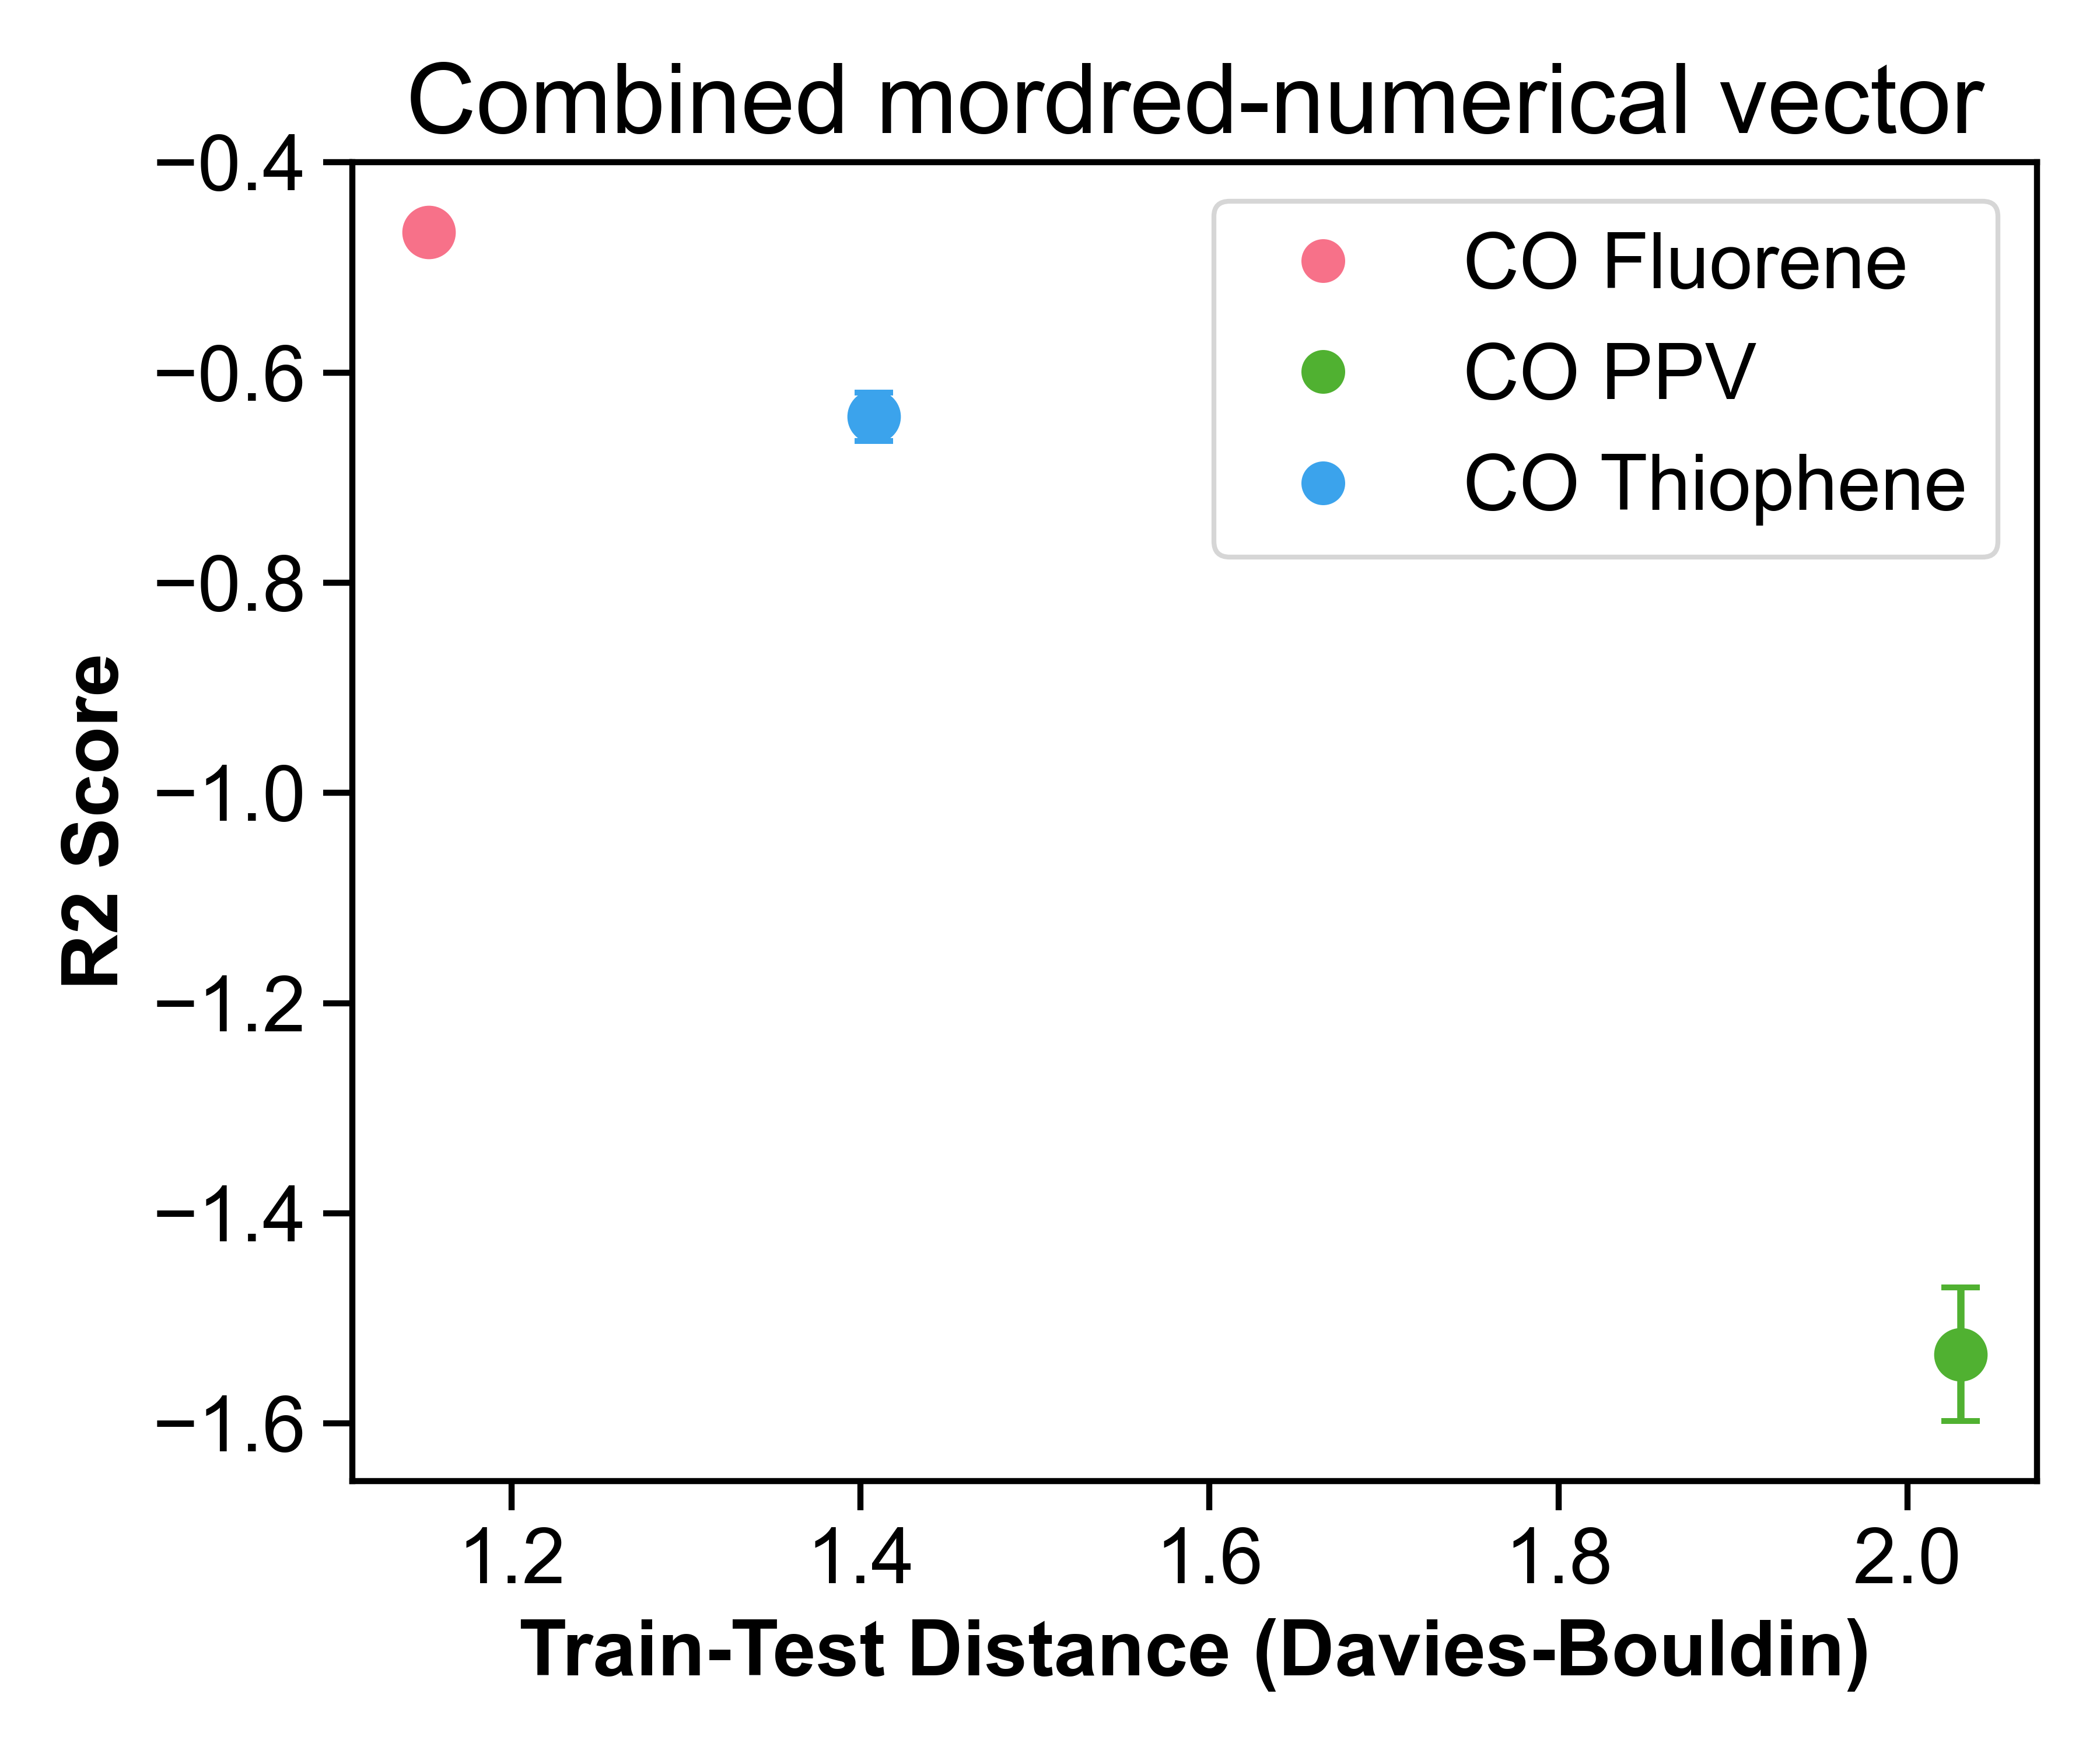 Combined mordred-numerical vector
−0.4
−0.6
−0.8
−1.0
−1.2
−1.4
−1.6
R2 Score
CO Fluorene
CO PPV
CO Thiophene
1.2 1.4 1.6 1.8 2.0
Train-Test Distance (Davies-Bouldin)